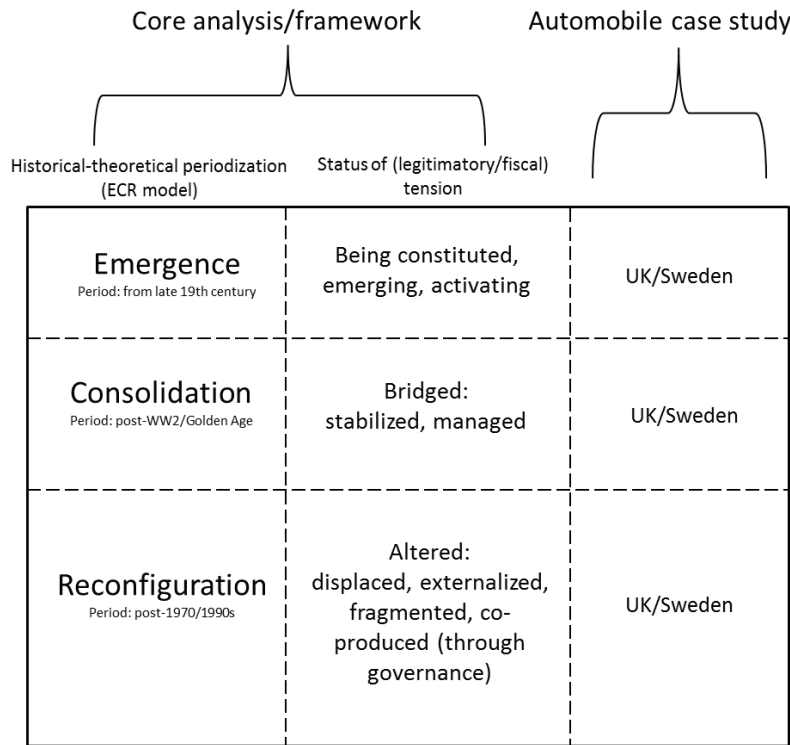 Core analysis/framework
Automobile case study
Historical-theoretical periodization
(ECR model)
Status of (legitimatory/fiscal)
tension
Emergence
Period: from late 19th century
Being constituted,
emerging, activating
UK/Sweden
Consolidation
Period: post-WW2/Golden Age
Bridged:
stabilized, managed
UK/Sweden
Reconfiguration
Period: post-1970/1990s
Altered:
displaced, externalized,
fragmented, co-
produced (through
governance)
UK/Sweden